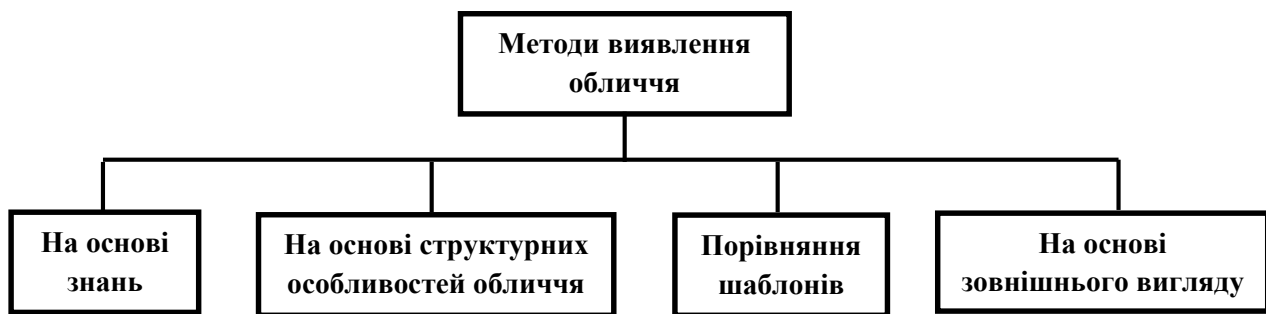 Методи виявлення
обличчя
На основі
знань
На основі структурних
особливостей обличчя
Порівняння
шаблонів
На основі
зовнішнього вигляду